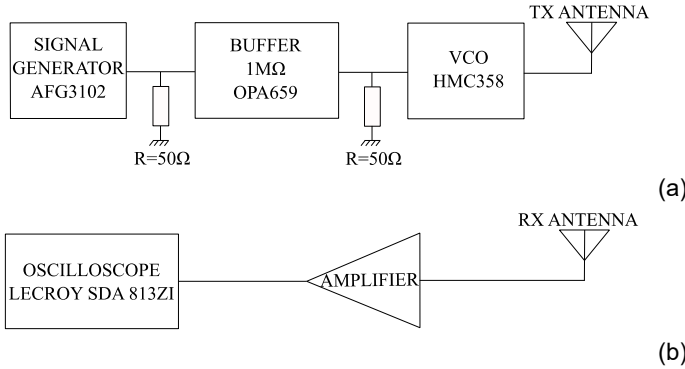 TX ANTENNA
SIGNAL
GENERATOR
AFG3102
BUFFER
1MΩ
OPA659
VCO
HMC358
R=50Ω
R=50Ω
(a)
RX ANTENNA
OSCILLOSCOPE
LECROY SDA 813ZI
AMPLIFIER
(b)